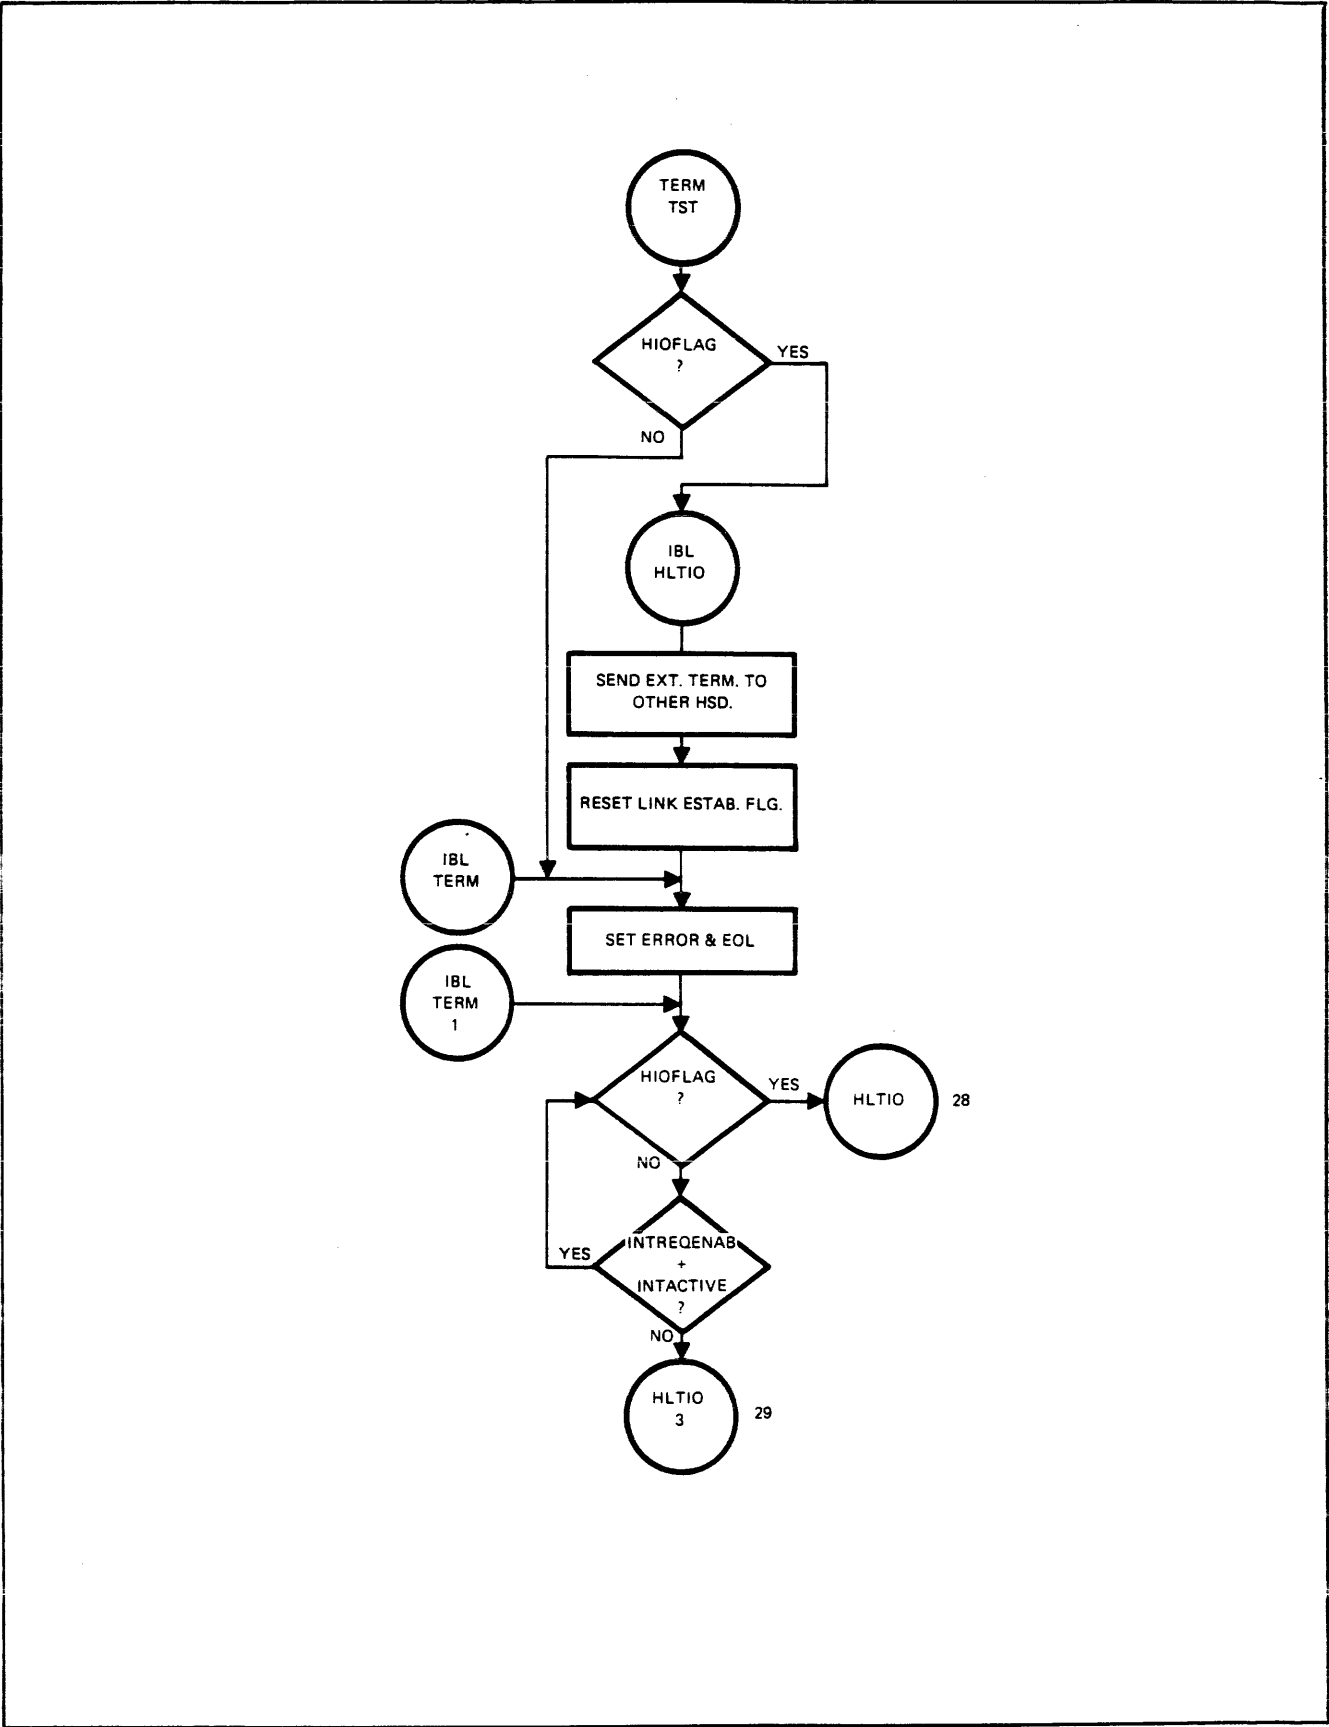 TERM
TST
HIOFLAG
?
YES
NO
IBL
HLTIO
SEND EXT. TERM. TO
OTHER HSD.
RESET LINK ESTAB. FLG.
IBL
TERM
SET ERROR & EOL
IBL
TERM
1
HIOFLAG
?
YES
HLTIO
28
NO
INTREQENAB
+
INTACTIVE
?
YES
NO
HLTIO
3
29